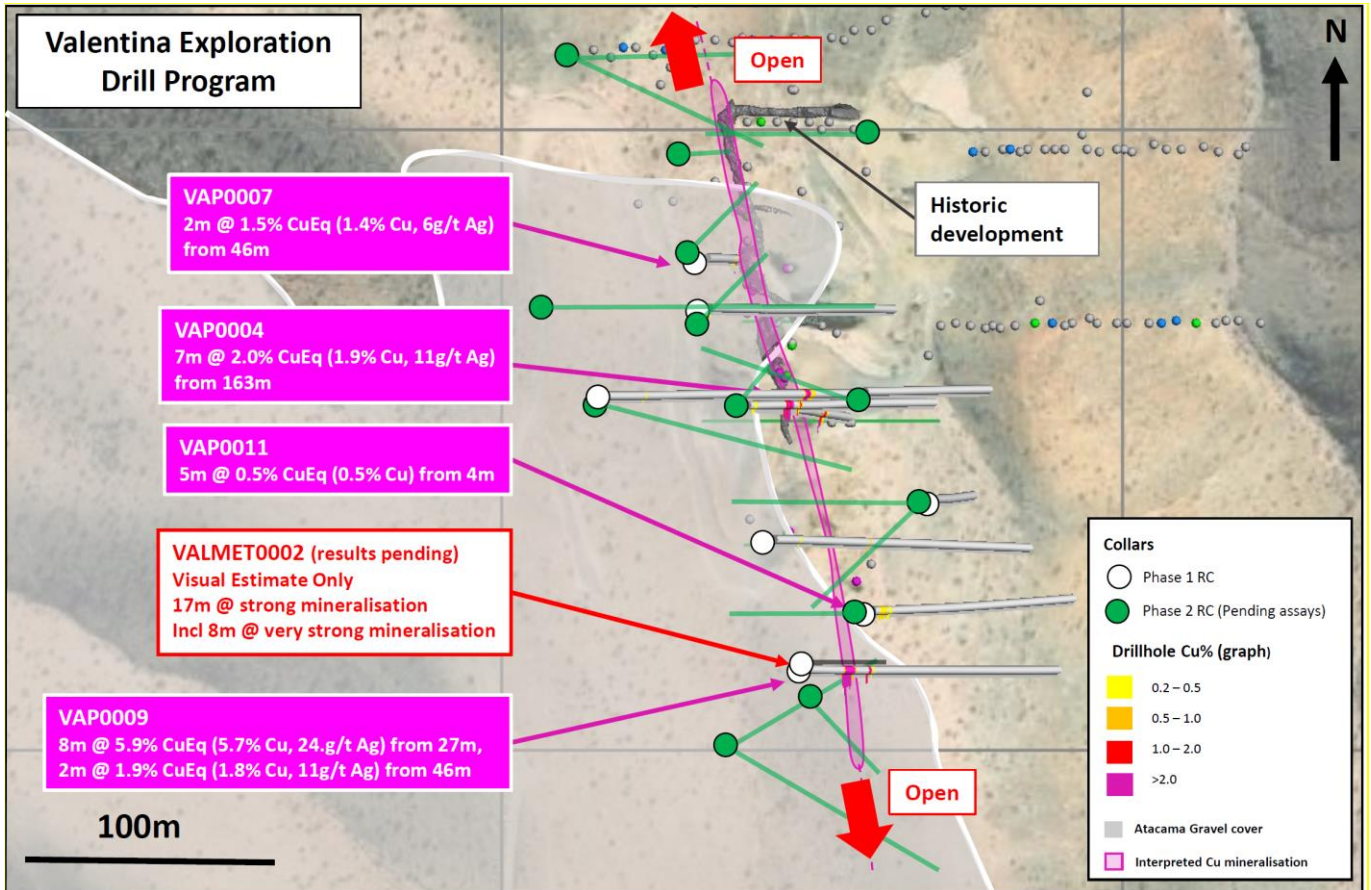 Valentina Exploration
Drill Program
Open
N
Historic
development
VAP0007
2m @ 1.5% CuEq (1.4% Cu, 6g/t Ag)
from 46m
VAP0004
7m @ 2.0% CuEq (1.9% Cu, 11g/t Ag)
from 163m
VAP0011
5m @ 0.5% CuEq (0.5% Cu) from 4m
VALMET0002 (results pending)
Visual Estimate Only
17m @ strong mineralisation
Incl 8m @ very strong mineralisation
VAP0009
8m @ 5.9% CuEq (5.7% Cu, 24.g/t Ag) from 27m,
2m @ 1.9% CuEq (1.8% Cu, 11g/t Ag) from 46m
Open
100m
Collars
Phase 1 RC
Phase 2 RC (Pending assays)
Drillhole Cu% (graph)
0.2 – 0.5
0.5 – 1.0
1.0 – 2.0
>2.0
Atacama Gravel cover
Interpreted Cu mineralisation